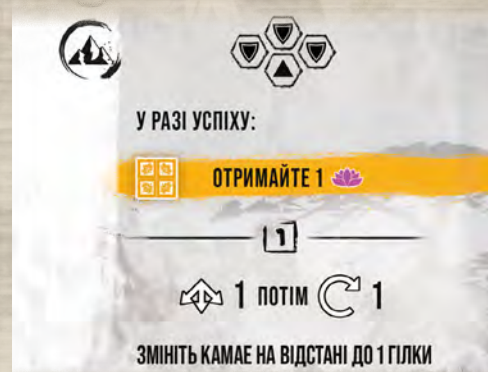 У РАЗІ УСПІХУ:
ОТРИМАЙТЕ 1
1
1 ПОТІМ 1
ЗМІНІТЬ КАМАЕ НА ВІДСТАНІ ДО 1 ГІЛКИ